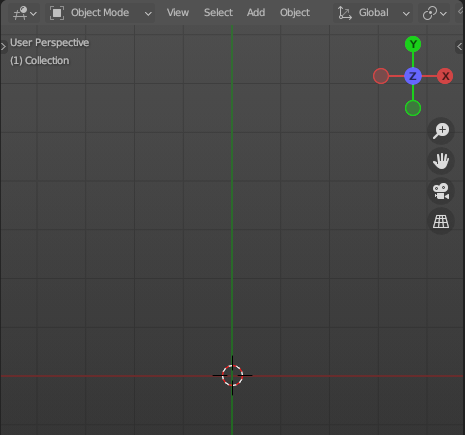 Object Mode View Select Add Object Global
User Perspective
(1) Collection
Y
Z X